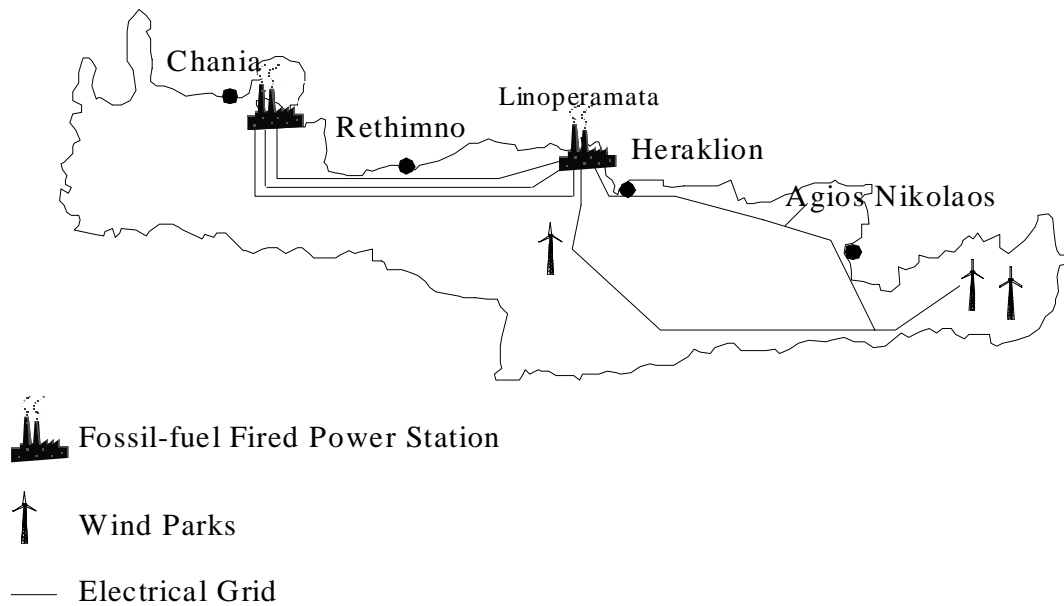 Chania
Linoperamata
Rethimno
Heraklion
Agios Nikolaos
Fossil-fuel Fired Power Station
Wind Parks
Electrical Grid